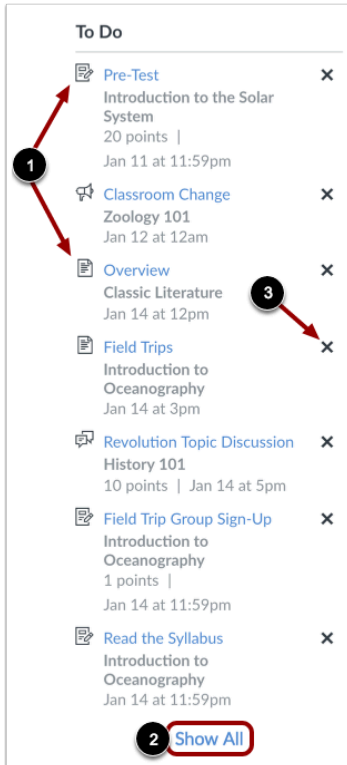 To Do
Pre-Test
Introduction to the Solar
System
20 points |
Jan 11 at 11:59pm
1
Classroom Change
Zoology 101
Jan 12 at 12am
Overview
Classic Literature
3
Jan 14 at 12pm
Field Trips
Introduction to
Oceanography
Jan 14 at 3pm
Revolution Topic Discussion
History 101
10 points | Jan 14 at 5pm
Field Trip Group Sign-Up
Introduction to
Oceanography
1 points |
Jan 14 at 11:59pm
Read the Syllabus
Introduction to
Oceanography
Jan 14 at 11:59pm
2 Show All